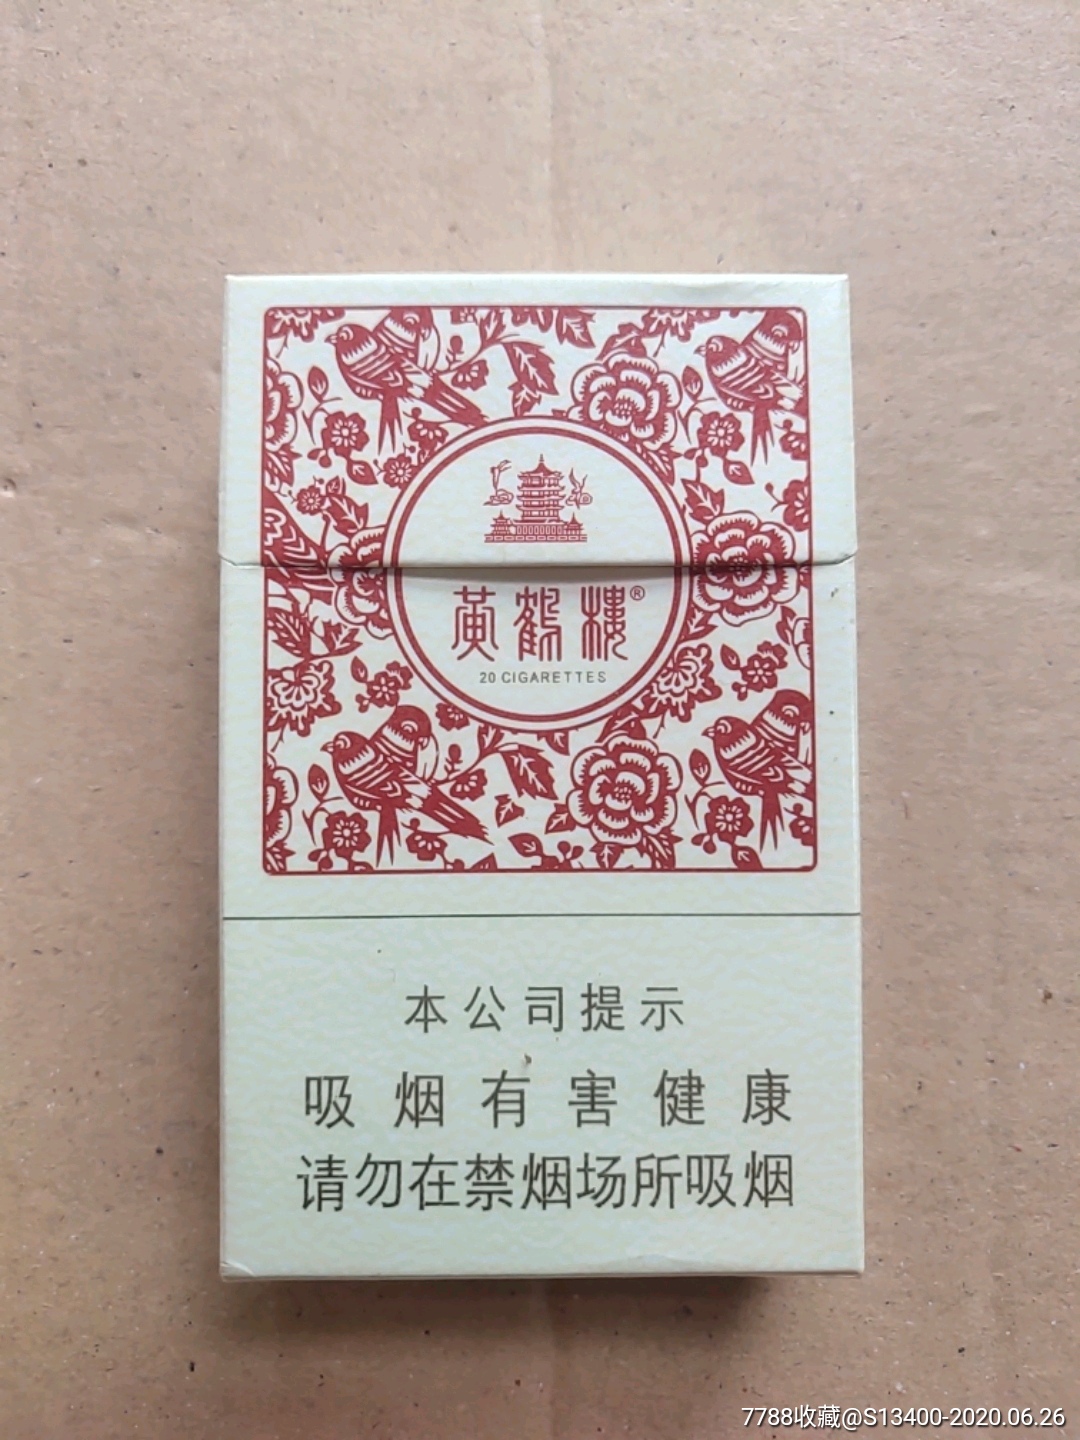 黃鶴樓®
20 CIGARETTES
本公司提示
吸烟有害健康
请勿在禁烟场所吸烟
7788收藏@S13400-2020.06.26